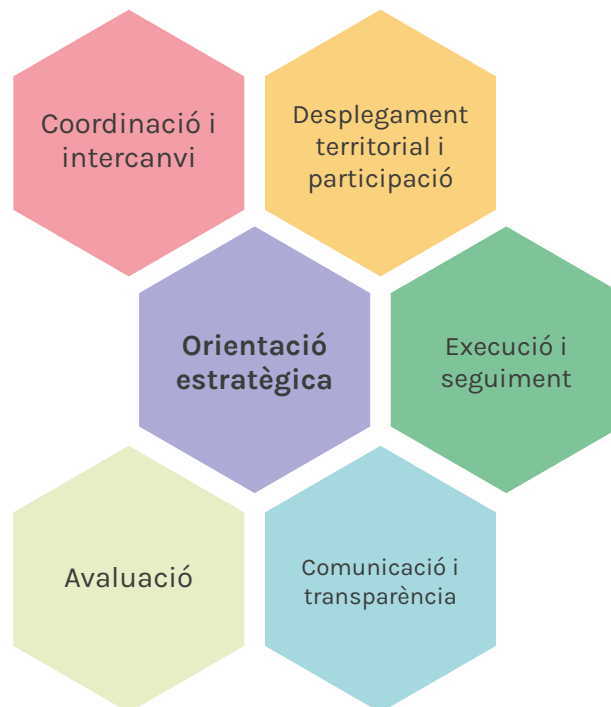 Coordinació i
intercanvi
Desplegament
territorial i
participació
Orientació
estratègica
Execució i
seguiment
Avaluació
Comunicació i
transparència